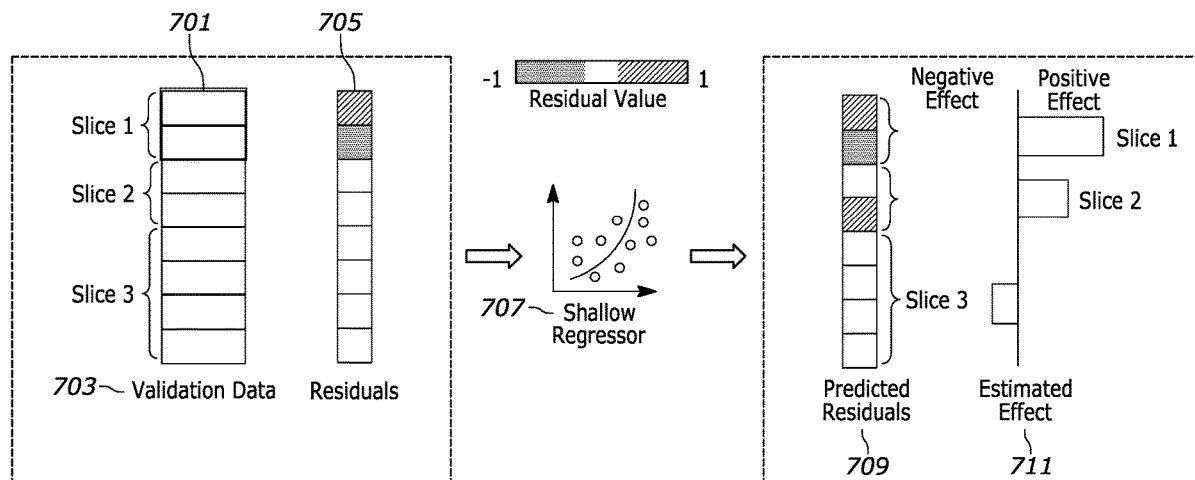 701
705
Slice 1
Slice 2
Slice 3
703
Validation Data
Residuals
-1
1
Residual Value
707
Shallow
Regressor
Negative
Effect
Positive
Effect
Slice 1
Slice 2
Slice 3
Predicted
Residuals
Estimated
Effect
709
711